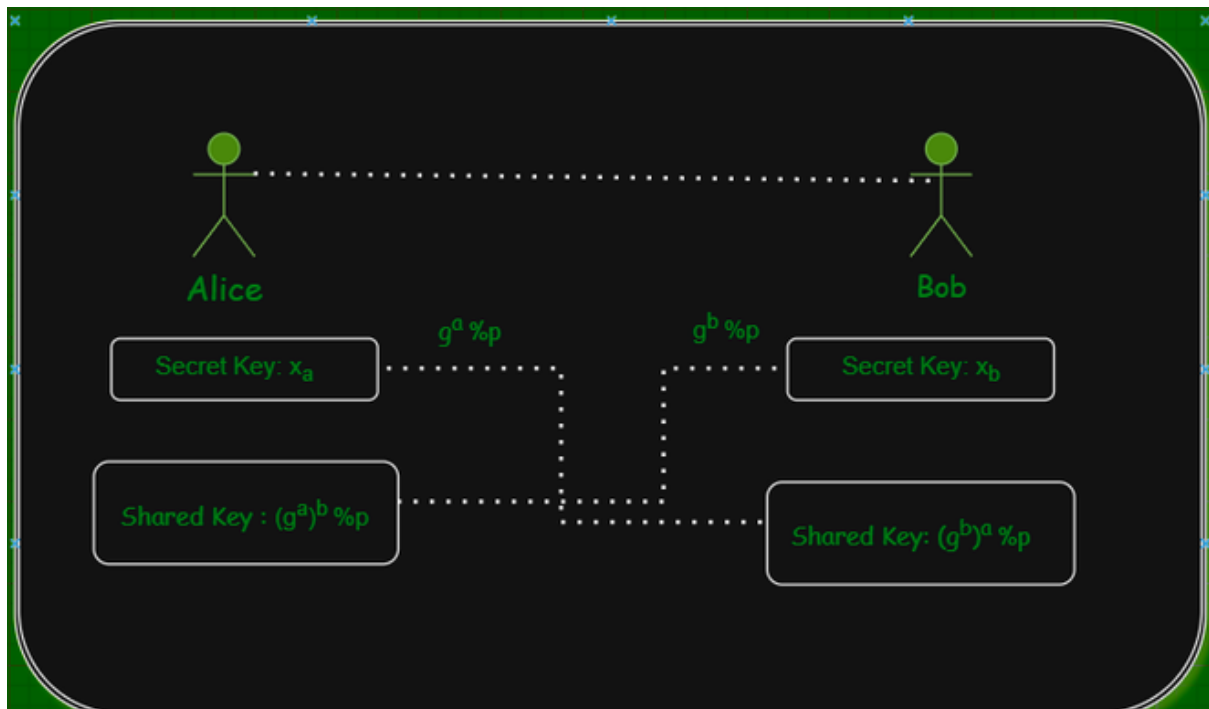 Alice
Bob
g^a %p
g^b %p
Secret Key: x_a
Secret Key: x_b
Shared Key : (g^a)^b %p
Shared Key: (g^b)^a %p